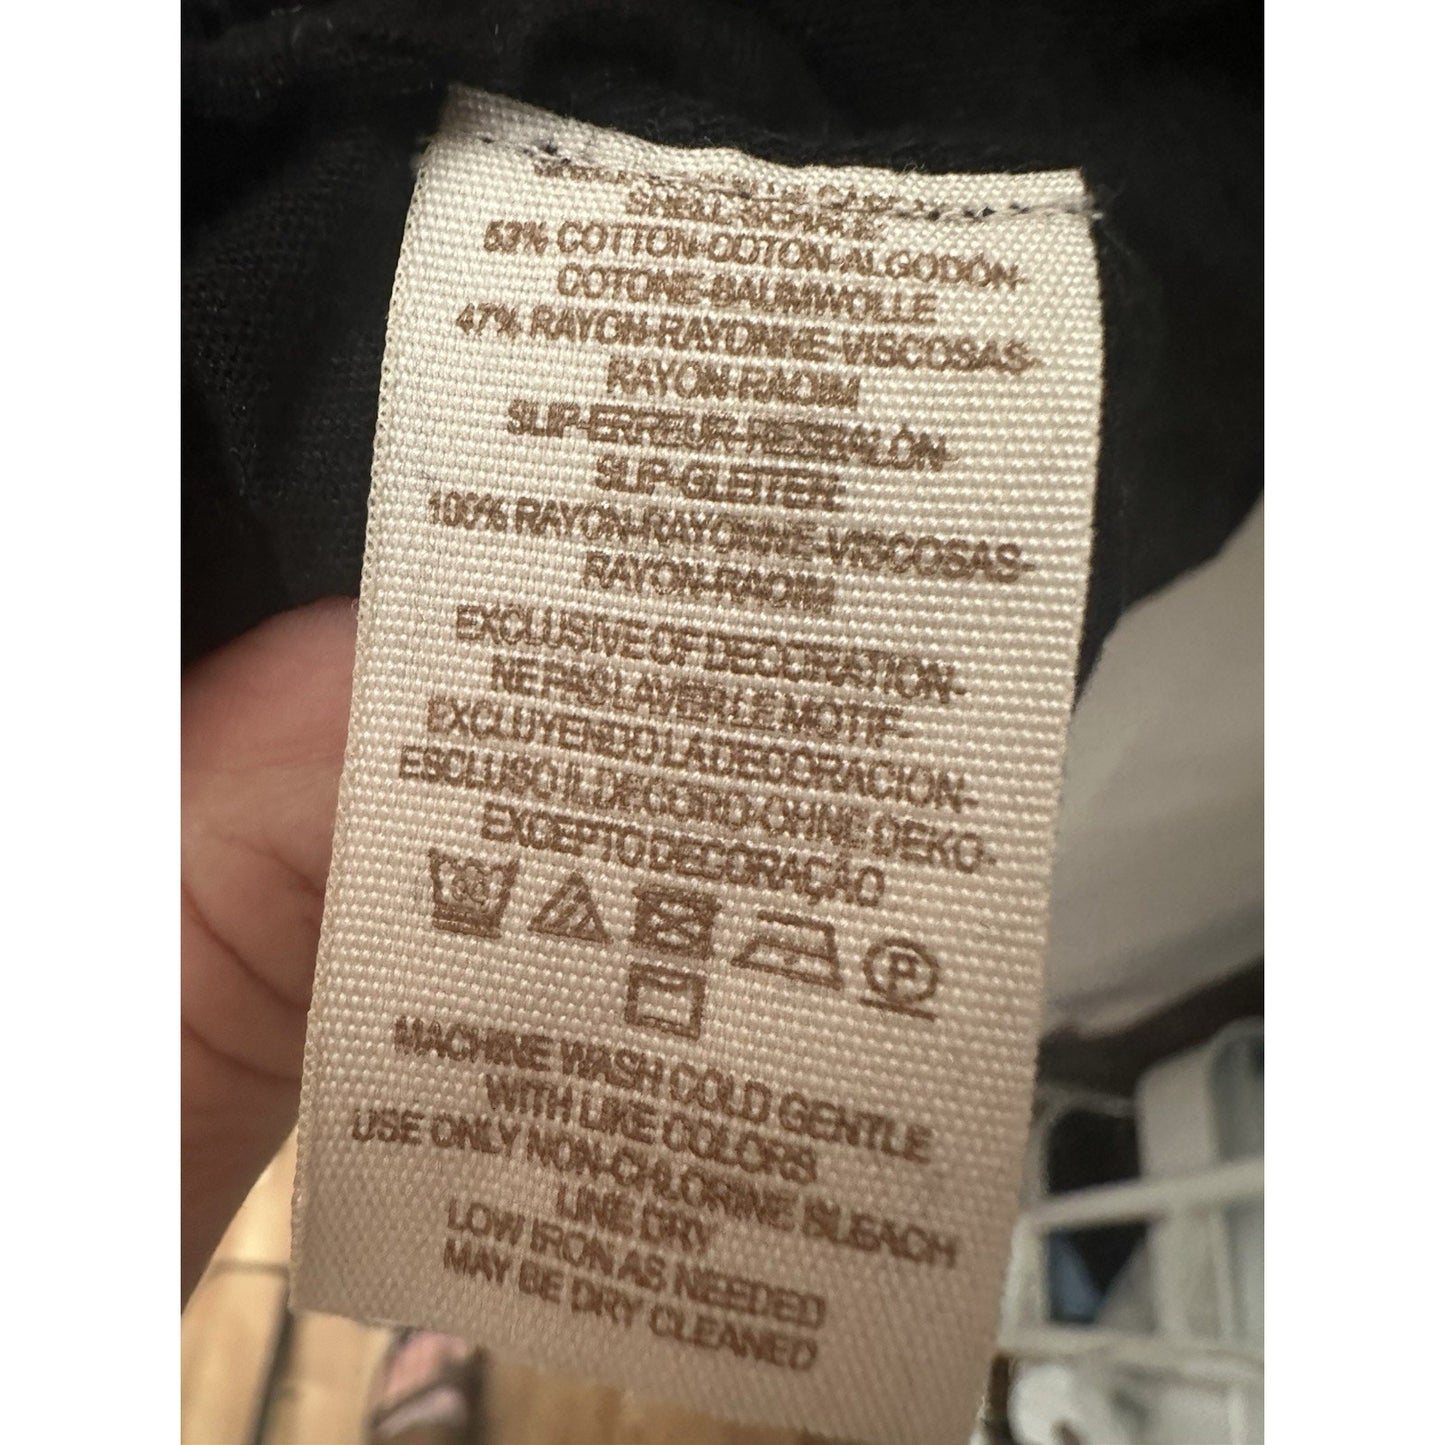 SHELL-
53% COTTON-COTON-ALGODÓN-
COTONE-BAUMWOLLE
47% RAYON-RAYONNE-VISCOSAS-
RAYON-RADIM
SLIP-ERREUR-RESBALÓN-
SLIP-GLEITER-
100% RAYON-RAYONNE-VISCOSAS-
RAYON-RADIM
EXCLUSIVE OF DECORATION-
NE PAS LAVER LE MOTIF-
EXCLUYENDO LA DECORACION-
ESCLUSO IL DECORO-OHNE DEKO-
EXCEPTO DECORAÇÃO
P
MACHINE WASH COLD GENTLE
WITH LIKE COLORS
USE ONLY NON-CHLORINE BLEACH
LINE DRY
LOW IRON AS NEEDED
MAY BE DRY CLEANED